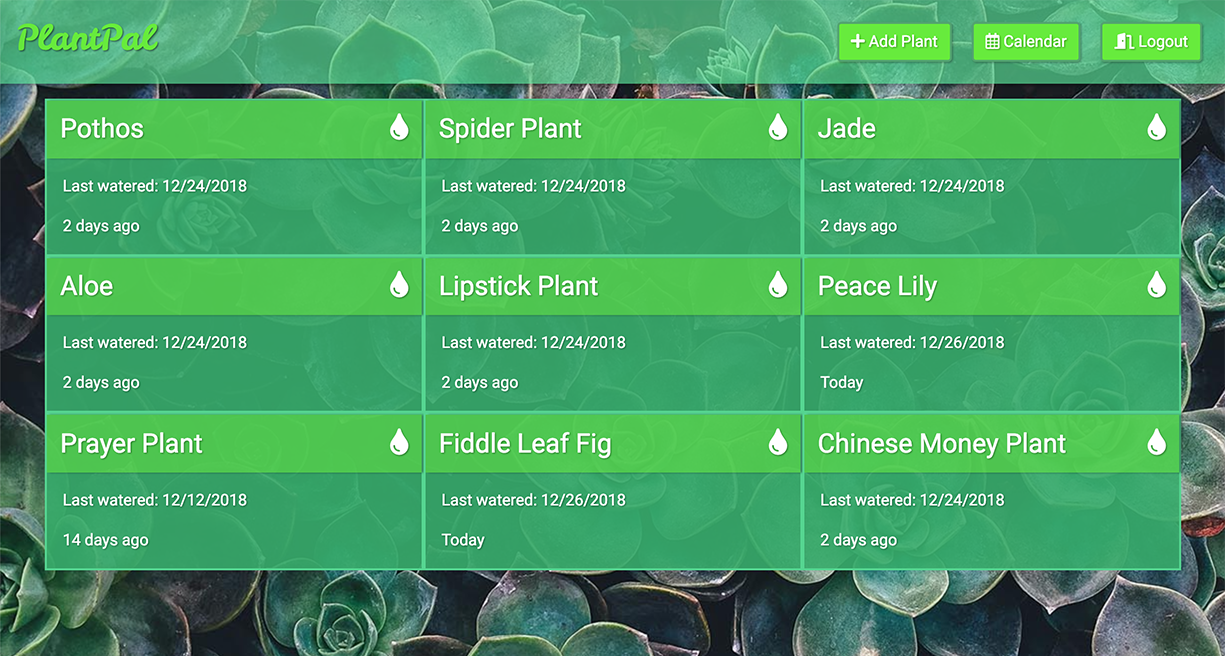 PlantPal
Add Plant
Calendar
Logout
Pothos
Last watered: 12/24/2018
2 days ago
Spider Plant
Last watered: 12/24/2018
2 days ago
Jade
Last watered: 12/24/2018
2 days ago
Aloe
Last watered: 12/24/2018
2 days ago
Lipstick Plant
Last watered: 12/24/2018
2 days ago
Peace Lily
Last watered: 12/26/2018
Today
Prayer Plant
Last watered: 12/12/2018
14 days ago
Fiddle Leaf Fig
Last watered: 12/26/2018
Today
Chinese Money Plant
Last watered: 12/24/2018
2 days ago